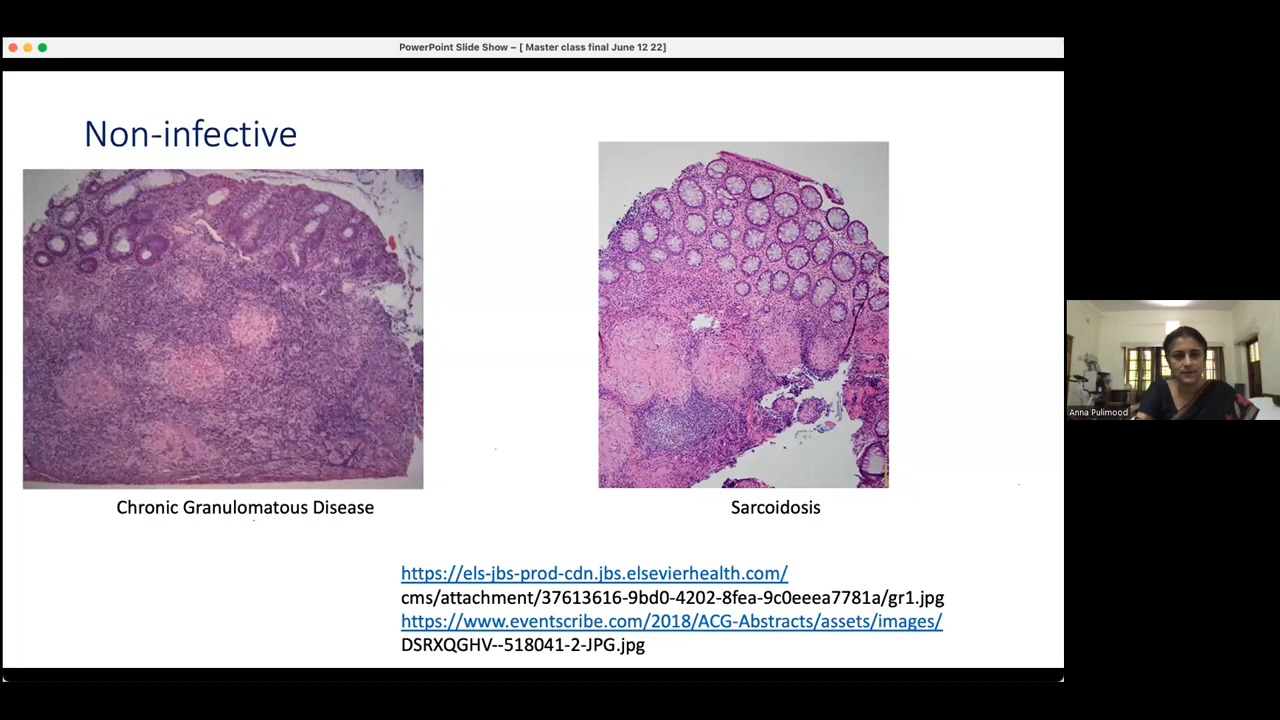 PowerPoint Slide Show – [ Master class final June 12 22]
Non-infective
Chronic Granulomatous Disease
Sarcoidosis
https://els-jbs-prod-cdn.jbs.elsevierhealth.com/
cms/attachment/37613616-9bd0-4202-8fea-9c0eeea7781a/gr1.jpg
https://www.eventscribe.com/2018/ACG-Abstracts/assets/images/
DSRXQGHV--518041-2-JPG.jpg
Anna Pulimood